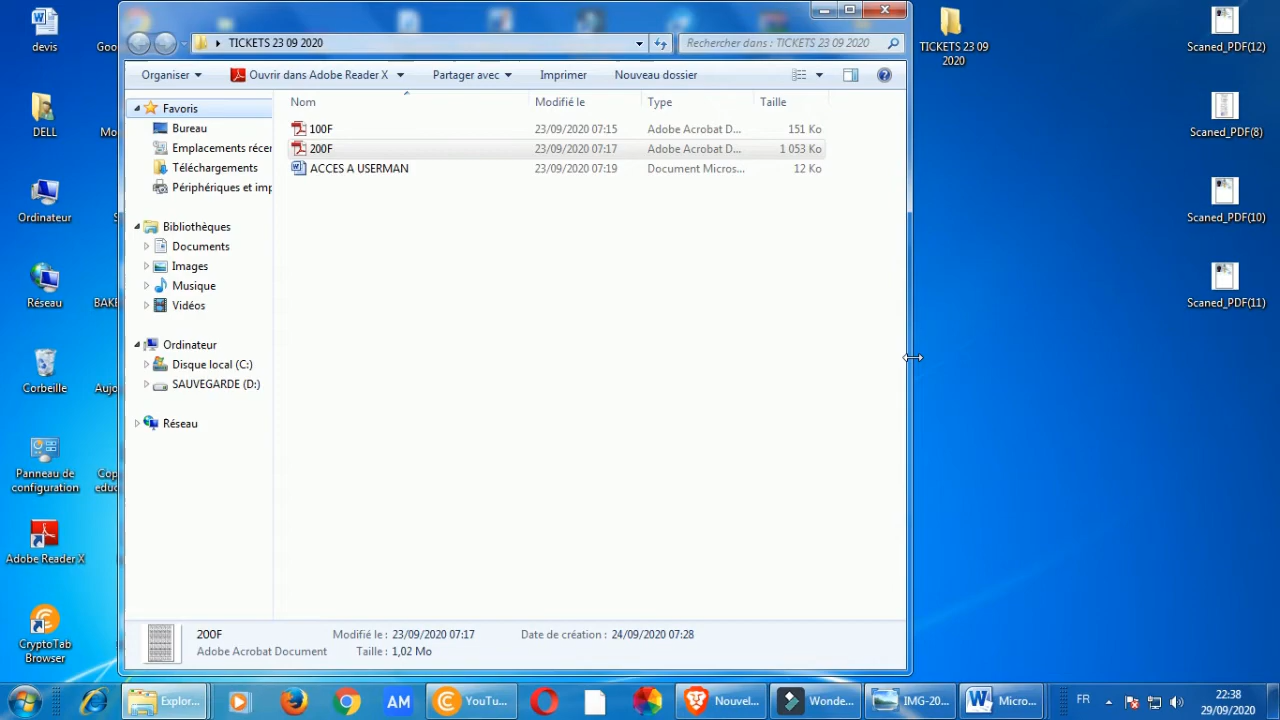 devis
Goo
DELL
Mo
Ordinateur
S
Réseau
BAKE
Corbeille
Aujo
Panneau de
configuration
Cop
educ
Adobe Reader X
CryptoTab
Browser
TICKETS 23 09 2020
Rechercher dans : TICKETS 23 09 2020
Organiser
Ouvrir dans Adobe Reader X
Partager avec
Imprimer
Nouveau dossier
Favoris
Bureau
Emplacements récer
Téléchargements
Périphériques et imp
Bibliothèques
Documents
Images
Musique
Vidéos
Ordinateur
Disque local (C:)
SAUVEGARDE (D:)
Réseau
Nom Modifié le Type Taille
100F 23/09/2020 07:15 Adobe Acrobat D... 151 Ko
200F 23/09/2020 07:17 Adobe Acrobat D... 1 053 Ko
ACCES A USERMAN 23/09/2020 07:19 Document Micros... 12 Ko
200F Modifié le : 23/09/2020 07:17 Date de création : 24/09/2020 07:28
Adobe Acrobat Document Taille : 1,02 Mo
TICKETS 23 09
2020
Scaned_PDF(12)
Scaned_PDF(8)
Scaned_PDF(10)
Scaned_PDF(11)
Explor...
AM
YouTu...
Nouvel...
Wonde...
IMG-20...
Micro...
FR
22:38
29/09/2020